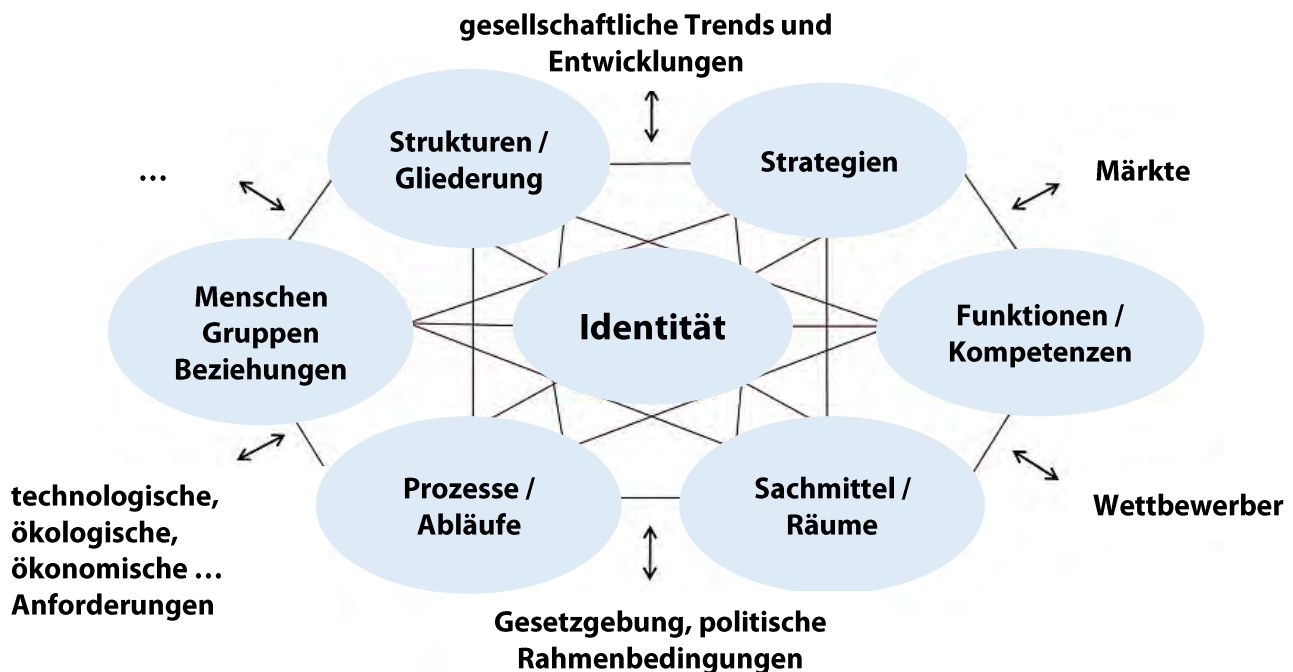 gesellschaftliche Trends und
Entwicklungen
Strukturen /
Gliederung
Strategien
…
Märkte
Menschen
Gruppen
Beziehungen
Identität
Funktionen /
Kompetenzen
technologische,
ökologische,
ökonomische …
Anforderungen
Prozesse /
Abläufe
Sachmittel /
Räume
Wettbewerber
Gesetzgebung, politische
Rahmenbedingungen